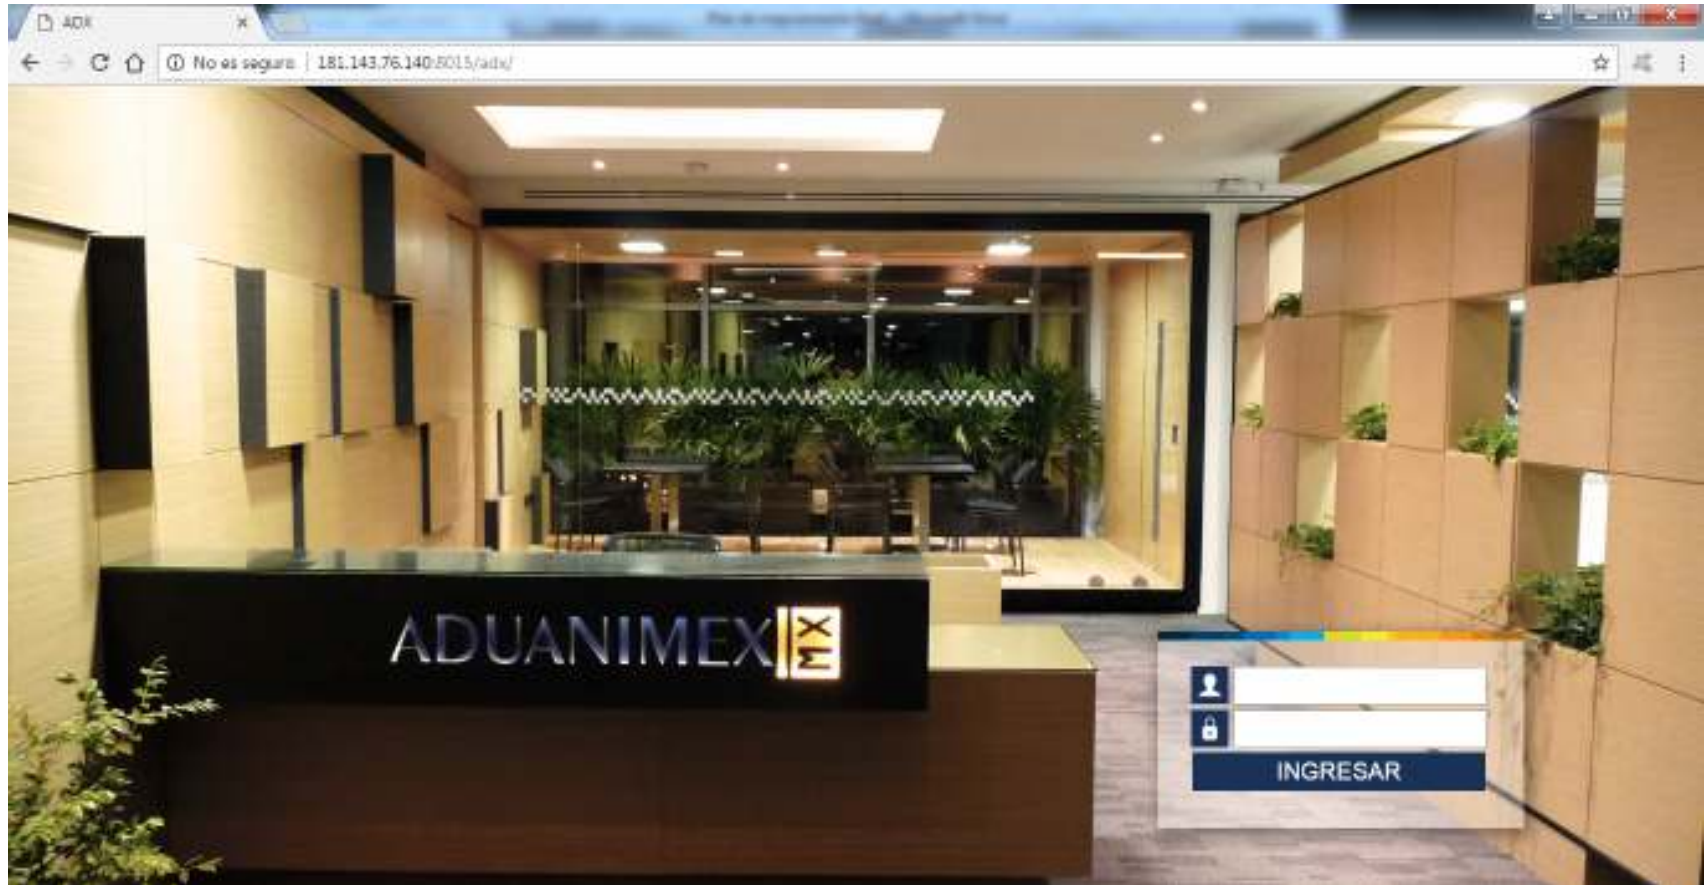 ADX
No es seguro | 181.143.76.140:8015/adx/
ADUANIMEX
MX
INGRESAR